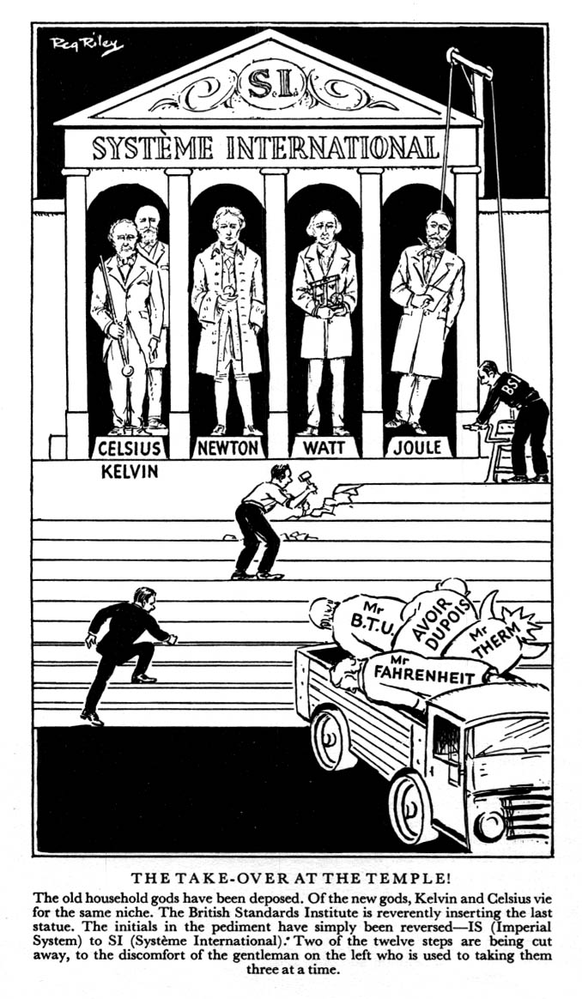 Reg Riley
S.I.
SYSTÈME INTERNATIONAL
CELSIUS
KELVIN
NEWTON
WATT
JOULE
BSI
Mr
B.T.U.
AVOIR
DUPOIS
Mr
THERM
Mr
FAHRENHEIT
THE TAKE-OVER AT THE TEMPLE!
The old household gods have been deposed. Of the new gods, Kelvin and Celsius vie
for the same niche. The British Standards Institute is reverently inserting the last
statue. The initials in the pediment have simply been reversed—IS (Imperial
System) to SI (Système International). Two of the twelve steps are being cut
away, to the discomfort of the gentleman on the left who is used to taking them
three at a time.